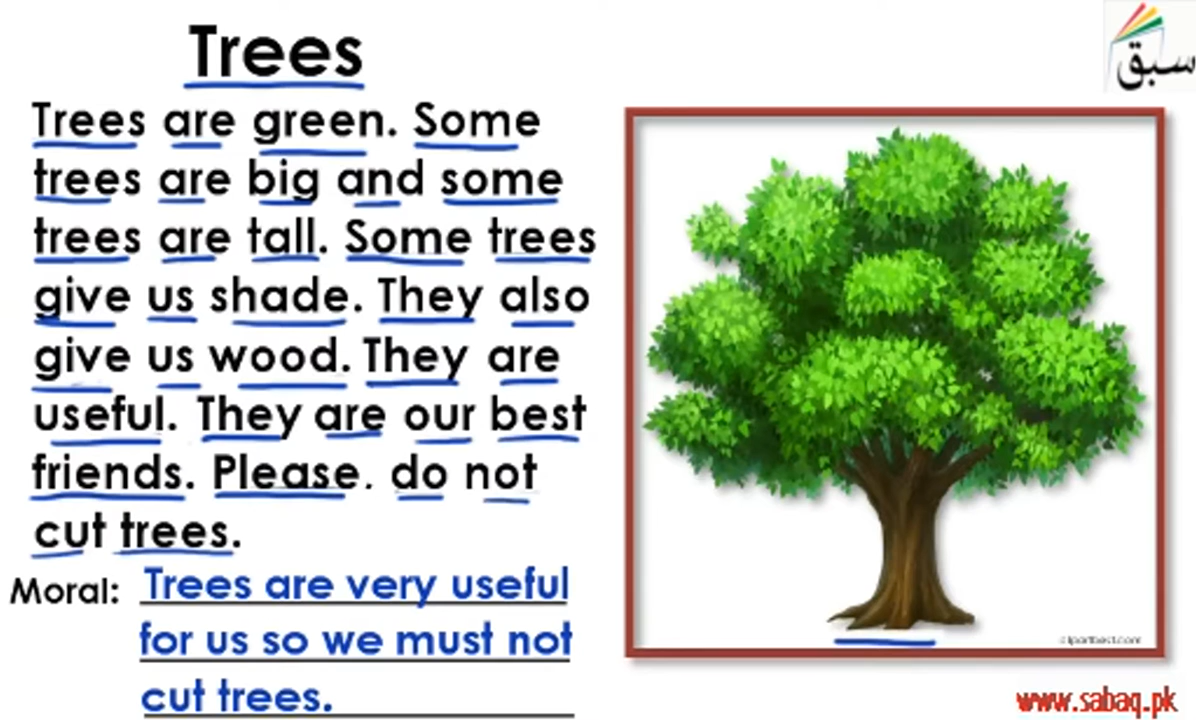 Trees
Trees are green. Some
trees are big and some
trees are tall. Some trees
give us shade. They also
give us wood. They are
useful. They are our best
friends. Please. do not
cut trees.
Moral: Trees are very useful
for us so we must not
cut trees.
سبق
clipartbest.com
www.sabaq.pk